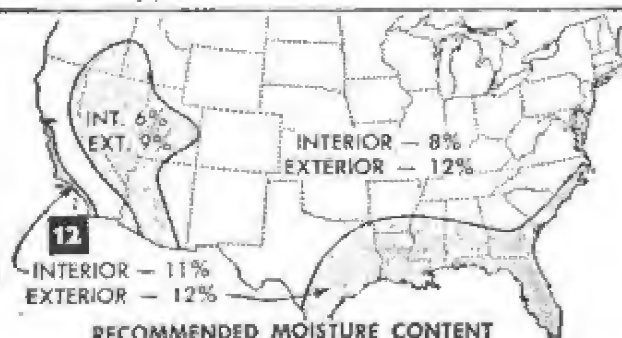 INT. 6%
EXT. 9%
INTERIOR – 8%
EXTERIOR – 12%
12
INTERIOR – 11%
EXTERIOR – 12%
RECOMMENDED MOISTURE CONTENT